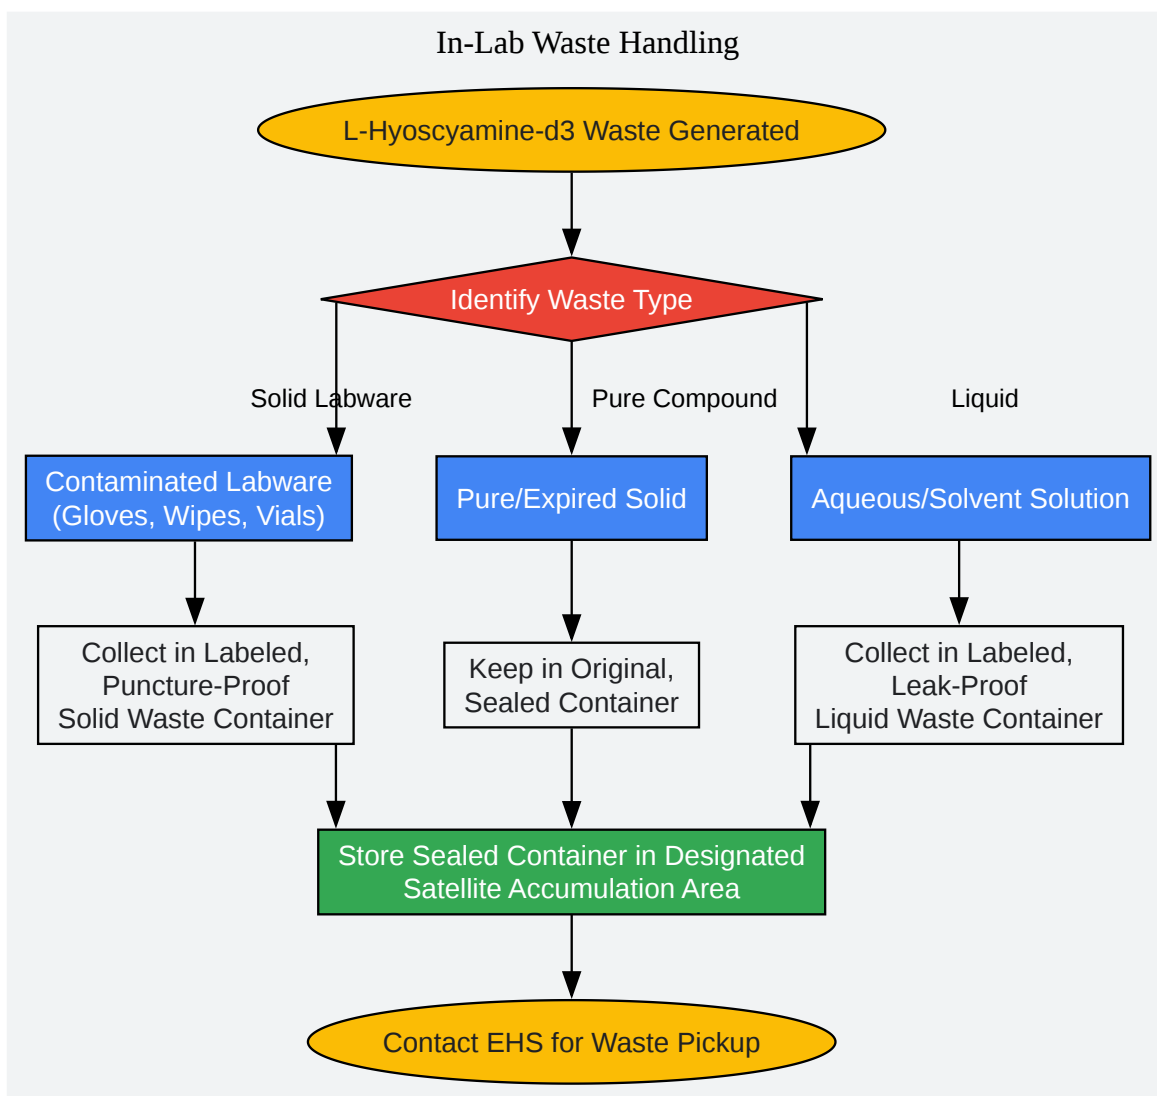 In-Lab Waste Handling
L-Hyoscyamine-d3 Waste Generated
Identify Waste Type
Solid Labware
Pure Compound
Liquid
Contaminated Labware
(Gloves, Wipes, Vials)
Pure/Expired Solid
Aqueous/Solvent Solution
Collect in Labeled,
Puncture-Proof
Solid Waste Container
Keep in Original,
Sealed Container
Collect in Labeled,
Leak-Proof
Liquid Waste Container
Store Sealed Container in Designated
Satellite Accumulation Area
Contact EHS for Waste Pickup